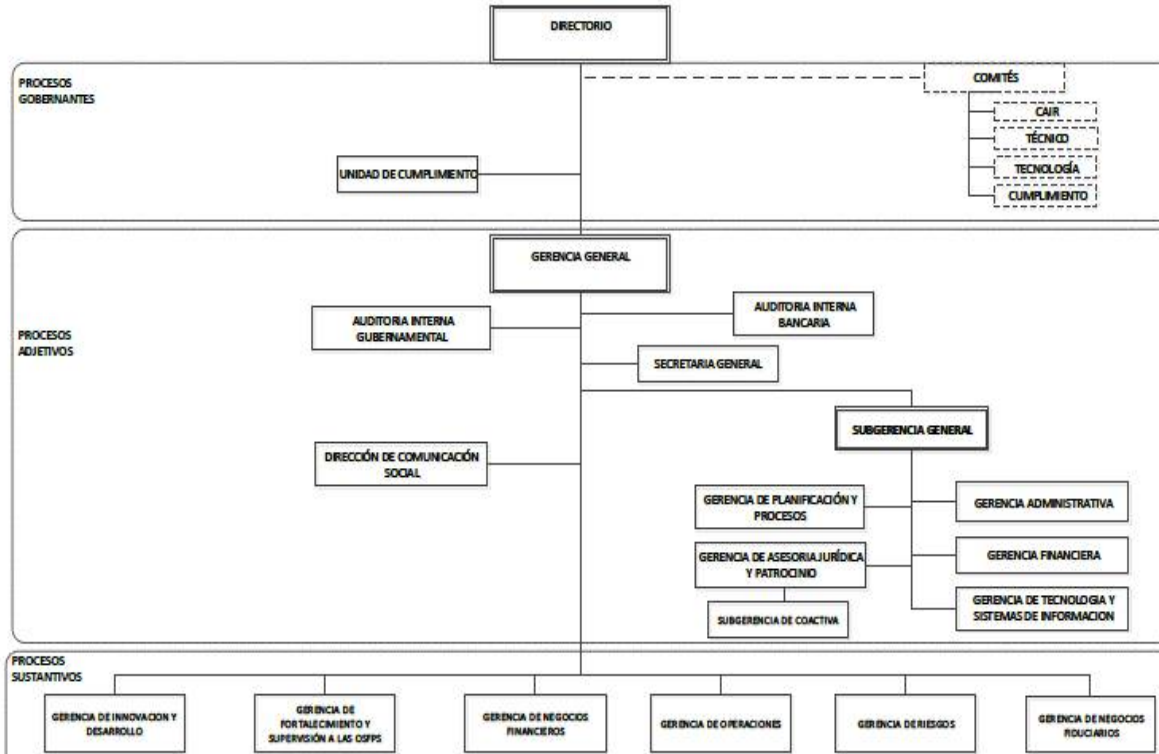 DIRECTORIO
PROCESOS
GOBERNANTES
COMITÉS
CAIR
TÉCNICO
TECNOLOGÍA
CUMPLIMIENTO
UNIDAD DE CUMPLIMIENTO
GERENCIA GENERAL
AUDITORIA INTERNA
GUBERNAMENTAL
AUDITORIA INTERNA
BANCARIA
PROCESOS
ADJETIVOS
SECRETARIA GENERAL
SUBGERENCIA GENERAL
DIRECCIÓN DE COMUNICACIÓN
SOCIAL
GERENCIA DE PLANIFICACIÓN Y
PROCESOS
GERENCIA ADMINISTRATIVA
GERENCIA DE ASESORIA JURÍDICA
Y PATROCINIO
GERENCIA FINANCIERA
SUBGERENCIA DE COACTIVA
GERENCIA DE TECNOLOGIA Y
SISTEMAS DE INFORMACION
PROCESOS
SUSTANTIVOS
GERENCIA DE INNOVACION Y
DESARROLLO
GERENCIA DE
FORTALECIMIENTO Y
SUPERVISIÓN A LAS OSFPS
GERENCIA DE NEGOCIOS
FINANCIEROS
GERENCIA DE OPERACIONES
GERENCIA DE RIESGOS
GERENCIA DE NEGOCIOS
FIDUCIARIOS